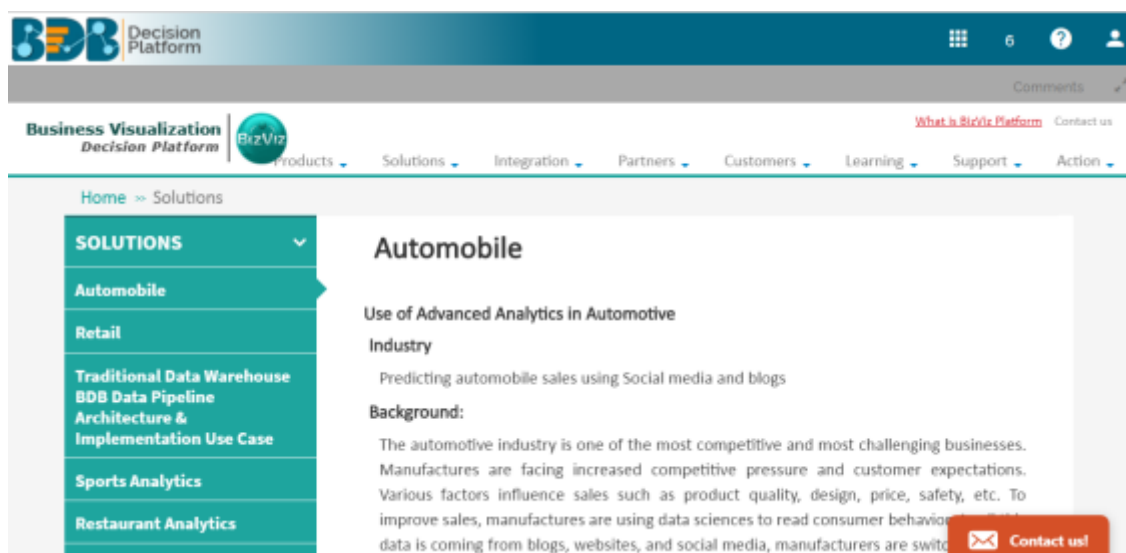 BDB Decision
Platform
6
?
Comments
Business Visualization
Decision Platform
BizViz
What is BizViz Platform Contact us
Products Solutions Integration Partners Customers Learning Support Action
Home » Solutions
SOLUTIONS
Automobile
Retail
Traditional Data Warehouse
BDB Data Pipeline
Architecture &
Implementation Use Case
Sports Analytics
Restaurant Analytics
Automobile
Use of Advanced Analytics in Automotive
Industry
Predicting automobile sales using Social media and blogs
Background:
The automotive industry is one of the most competitive and most challenging businesses.
Manufactures are facing increased competitive pressure and customer expectations.
Various factors influence sales such as product quality, design, price, safety, etc. To
improve sales, manufactures are using data sciences to read consumer
data is coming from blogs, websites, and social media, manufacturers are
Contact us!